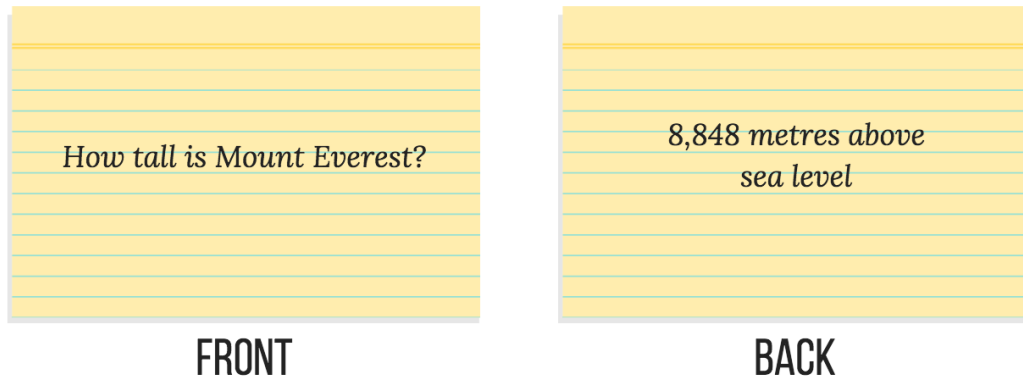 How tall is Mount Everest?
FRONT
8,848 metres above
sea level
BACK